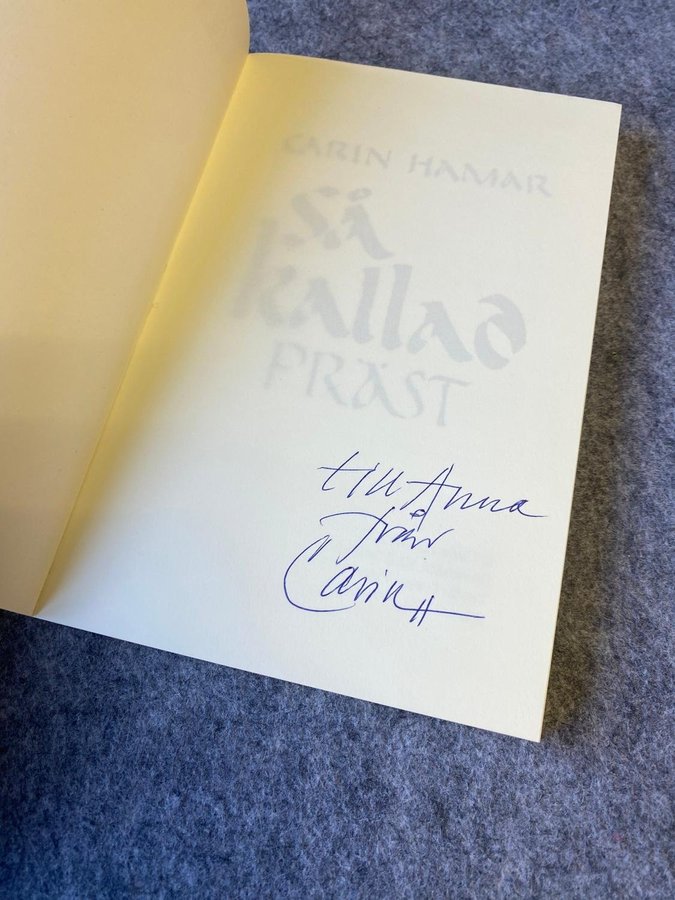 CARIN HAMAR
Så
kallad
PRÄST
till Anna
från
Carin H